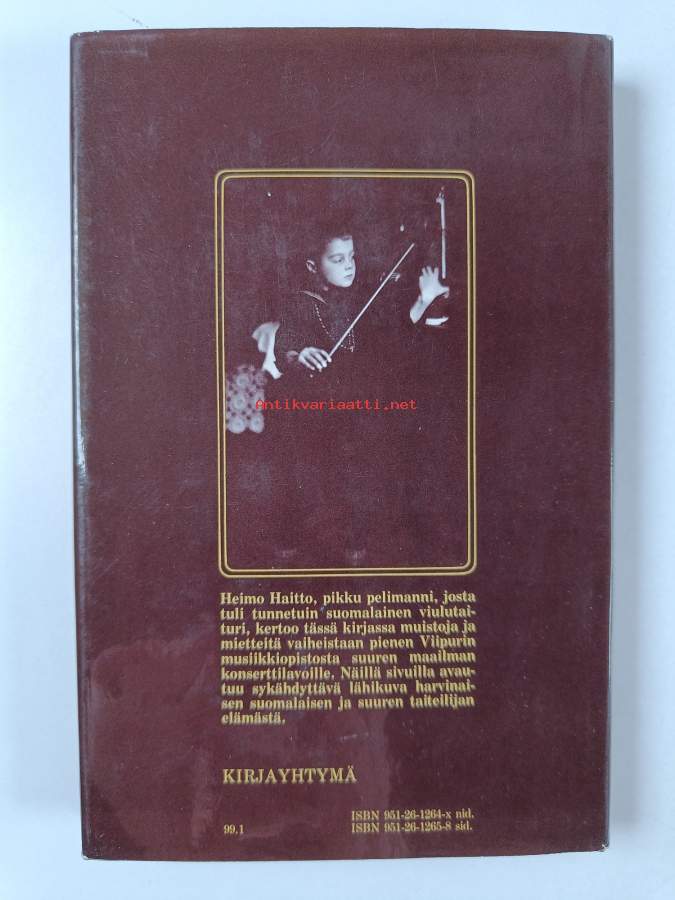 Antikvariaatti.net
Heimo Haitto, pikku pelimanni, josta
tuli tunnetuin suomalainen viulutai-
turi, kertoo tässä kirjassa muistoja ja
mietteitä vaiheistaan pienen Viipurin
musiikkiopistosta suuren maailman
konserttilavoille. Näillä sivuilla avau-
tuu sykähdyttävä lähikuva harvinai-
sen suomalaisen ja suuren taiteilijan
elämästä.
KIRJAYHTYMÄ
ISBN 951-26-1264-x nid.
99.1 ISBN 951-26-1265-8 sid.